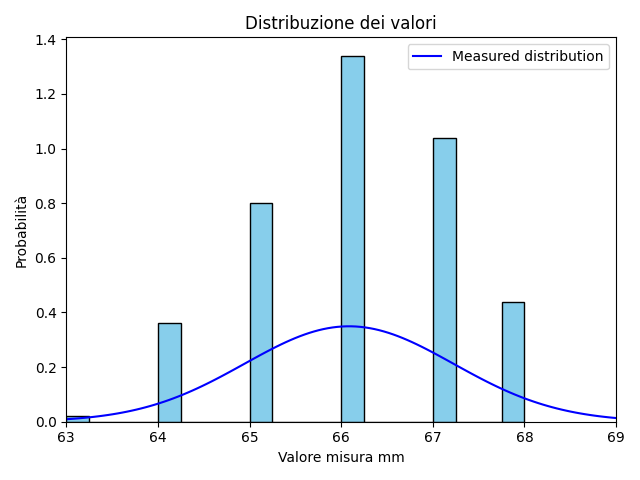 Distribuzione dei valori
Measured distribution
1.4
1.2
1.0
0.8
0.6
0.4
0.2
0.0
Probabilità
63 64 65 66 67 68 69
Valore misura mm